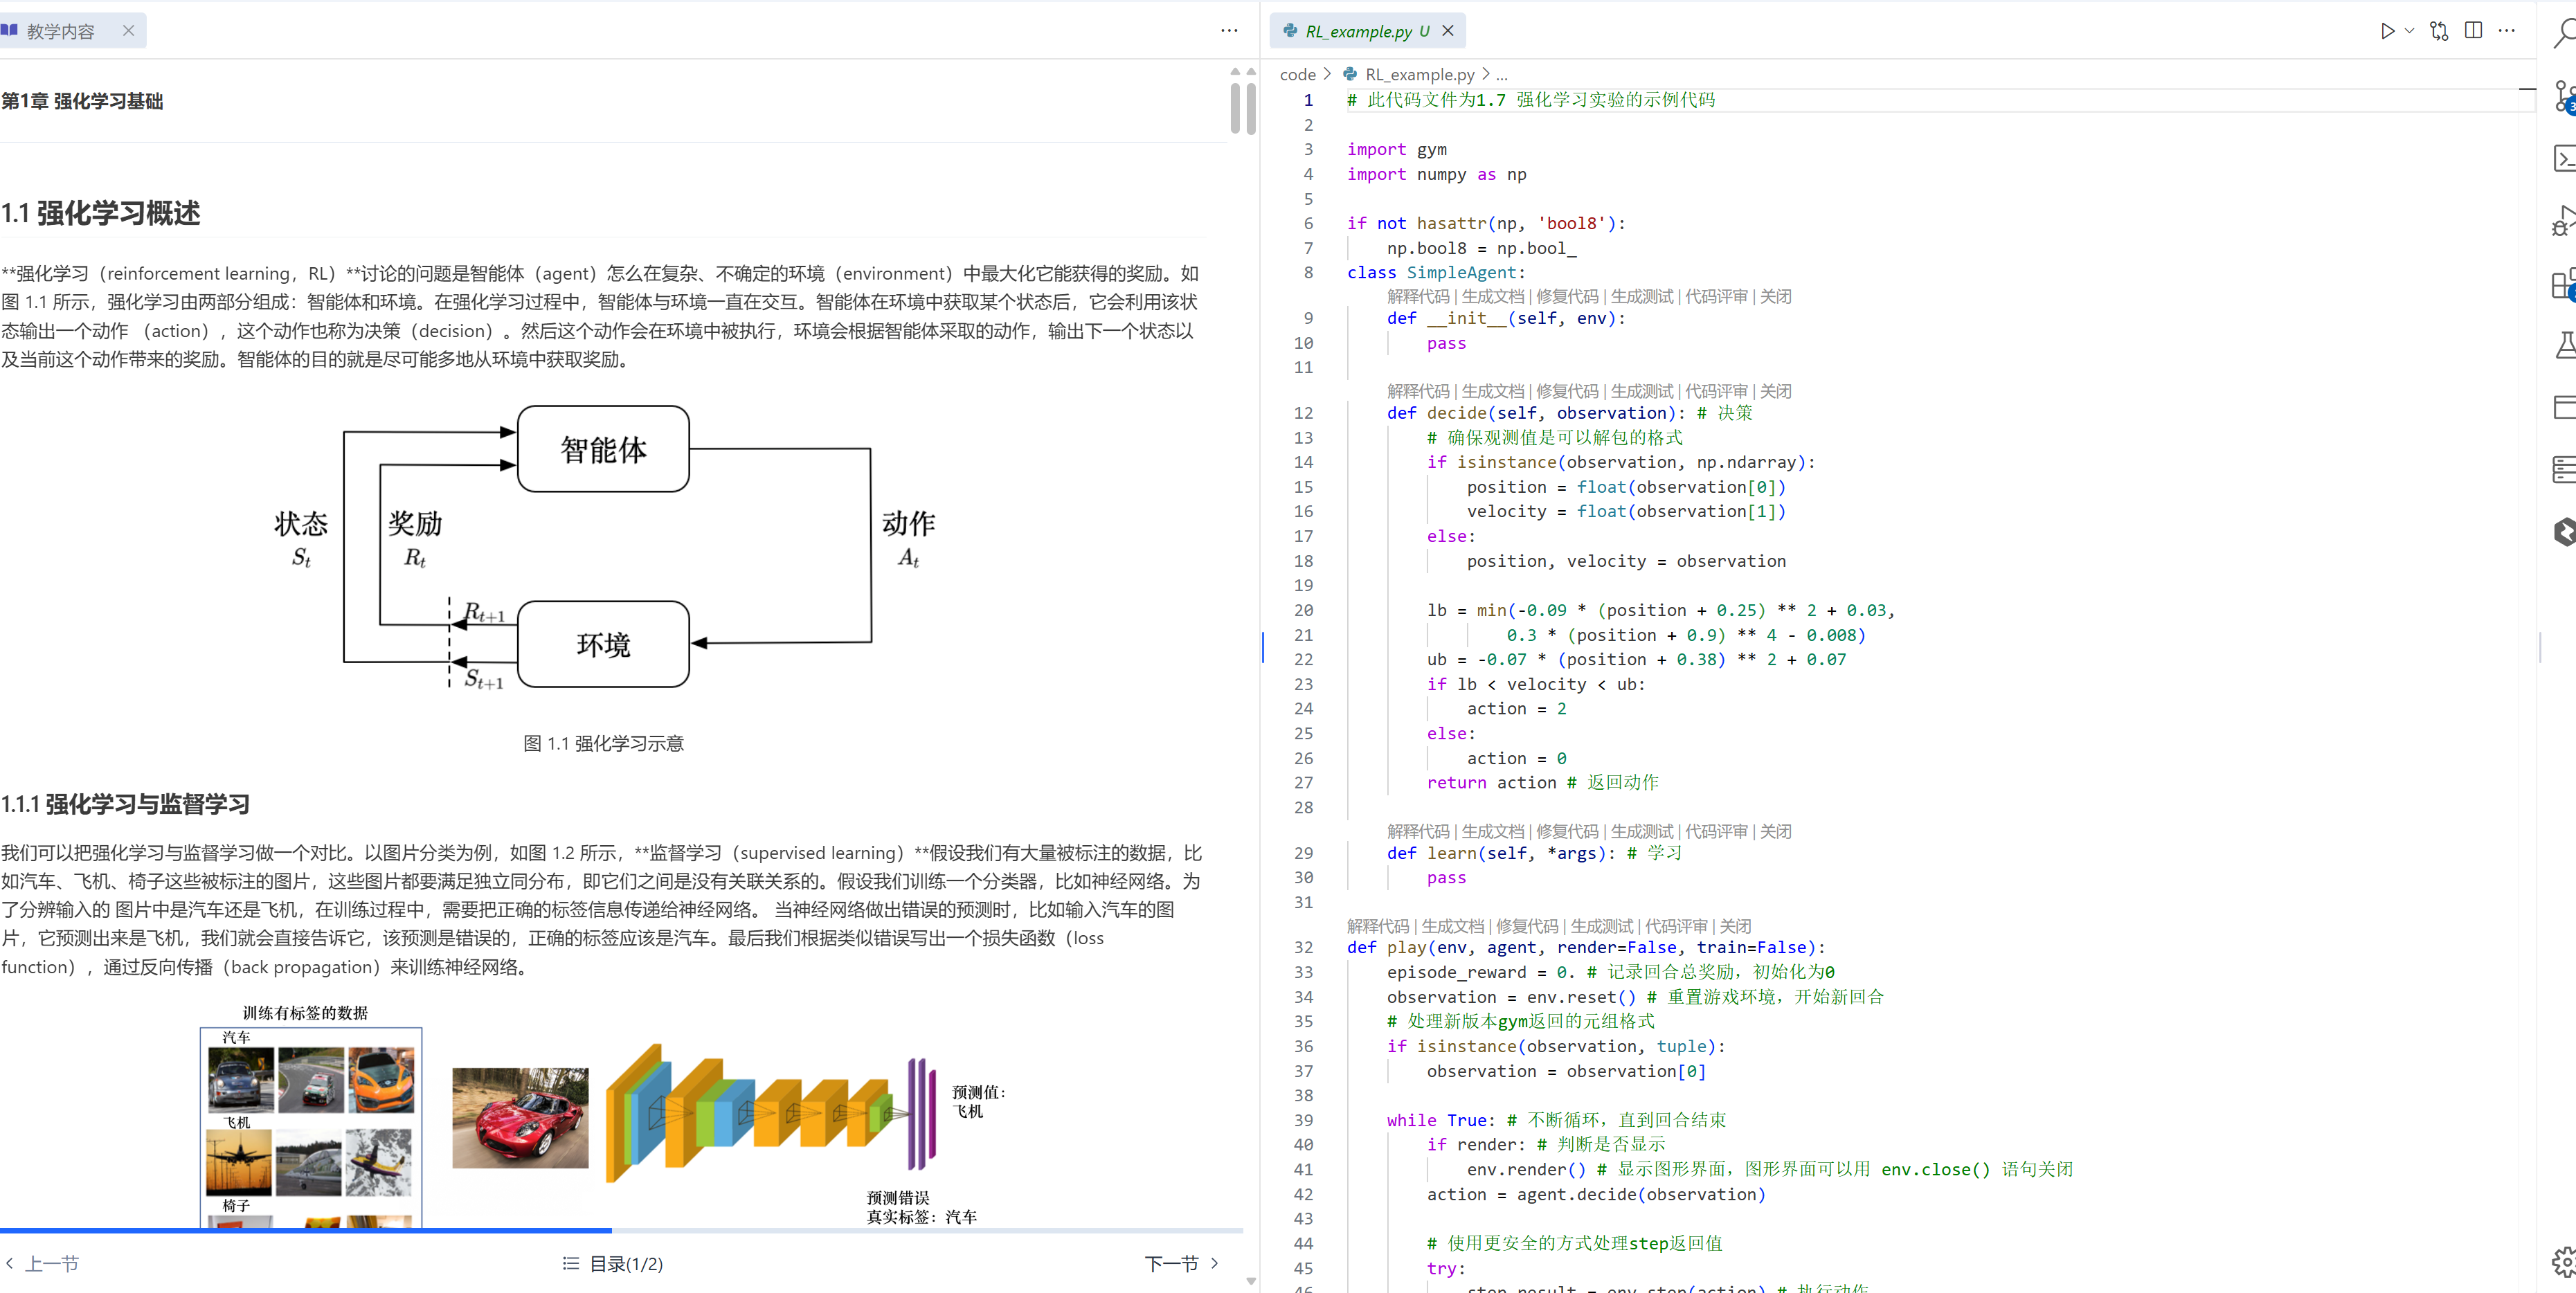 教学内容
第1章 强化学习基础
1.1 强化学习概述
**强化学习（reinforcement learning，RL）**讨论的问题是智能体（agent）怎么在复杂、不确定的环境（environment）中最大化它能获得的奖励。如
图 1.1 所示，强化学习由两部分组成：智能体和环境。在强化学习过程中，智能体与环境一直在交互。智能体在环境中获取某个状态后，它会利用该状
态输出一个动作 （action），这个动作也称为决策（decision）。然后这个动作会在环境中被执行，环境会根据智能体采取的动作，输出下一个状态以
及当前这个动作带来的奖励。智能体的目的就是尽可能多地从环境中获取奖励。
智能体
状态
奖励
动作
S_t
R_t
A_t
R_{t+1}
环境
S_{t+1}
图 1.1 强化学习示意
1.1.1 强化学习与监督学习
我们可以把强化学习与监督学习做一个对比。以图片分类为例，如图 1.2 所示，**监督学习（supervised learning）**假设我们有大量被标注的数据，比
如汽车、飞机、椅子这些被标注的图片，这些图片都要满足独立同分布，即它们之间是没有关联关系的。假设我们训练一个分类器，比如神经网络。为
了分辨输入的 图片中是汽车还是飞机，在训练过程中，需要把正确的标签信息传递给神经网络。 当神经网络做出错误的预测时，比如输入汽车的图
片，它预测出来是飞机，我们就会直接告诉它，该预测是错误的，正确的标签应该是汽车。最后我们根据类似错误写出一个损失函数（loss
function），通过反向传播（back propagation）来训练神经网络。
训练有标签的数据
汽车
飞机
椅子
预测值：
飞机
预测错误
真实标签：汽车
上一节
目录(1/2)
下一节
RL_example.py U
code > RL_example.py > ...
1 # 此代码文件为1.7 强化学习实验的示例代码
2
3 import gym
4 import numpy as np
5
6 if not hasattr(np, 'bool8'):
7     np.bool8 = np.bool_
8 class SimpleAgent:
解释代码 | 生成文档 | 修复代码 | 生成测试 | 代码评审 | 关闭
9     def __init__(self, env):
10         pass
11
解释代码 | 生成文档 | 修复代码 | 生成测试 | 代码评审 | 关闭
12     def decide(self, observation): # 决策
13         # 确保观测值是可以解包的格式
14         if isinstance(observation, np.ndarray):
15             position = float(observation[0])
16             velocity = float(observation[1])
17         else:
18             position, velocity = observation
19
20         lb = min(-0.09 * (position + 0.25) ** 2 + 0.03,
21                 0.3 * (position + 0.9) ** 4 - 0.008)
22         ub = -0.07 * (position + 0.38) ** 2 + 0.07
23         if lb < velocity < ub:
24             action = 2
25         else:
26             action = 0
27         return action # 返回动作
28
解释代码 | 生成文档 | 修复代码 | 生成测试 | 代码评审 | 关闭
29     def learn(self, *args): # 学习
30         pass
31
解释代码 | 生成文档 | 修复代码 | 生成测试 | 代码评审 | 关闭
32 def play(env, agent, render=False, train=False):
33     episode_reward = 0. # 记录回合总奖励，初始化为0
34     observation = env.reset() # 重置游戏环境，开始新回合
35     # 处理新版本gym返回的元组格式
36     if isinstance(observation, tuple):
37         observation = observation[0]
38
39     while True: # 不断循环，直到回合结束
40         if render: # 判断是否显示
41             env.render() # 显示图形界面，图形界面可以用 env.close() 语句关闭
42         action = agent.decide(observation)
43
44         # 使用更安全的方式处理step返回值
45         try:
46             step_result = env.step(action) # 执行动作